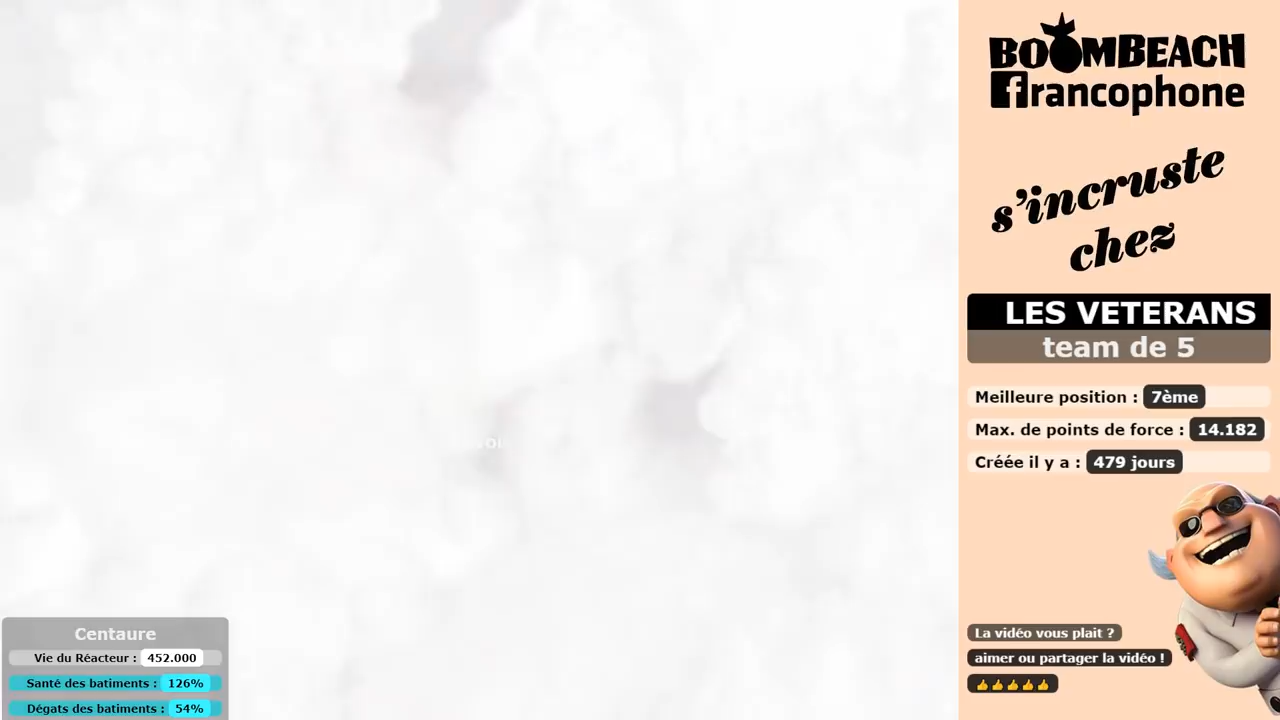 BOOMBEACH
francophone
s'incruste
chez
LES VETERANS
team de 5
Meilleure position : 7ème
Max. de points de force : 14.182
Créée il y a : 479 jours
La vidéo vous plait ?
aimer ou partager la vidéo !
Centaure
Vie du Réacteur : 452.000
Santé des batiments : 126%
Dégats des batiments : 54%